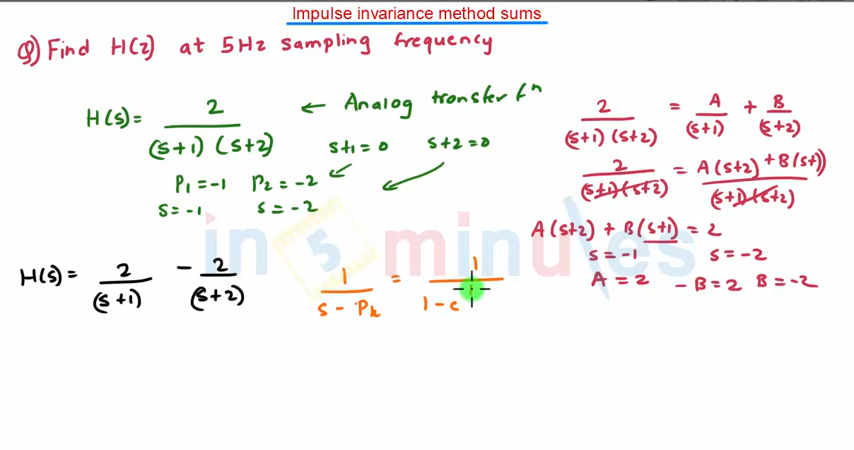 Impulse invariance method sums
Q) Find H(z) at 5Hz sampling frequency
H(s) = 2 / (s+1) (s+2) ← Analog transfer fⁿ
s+1 = 0 s+2 = 0
P₁ = -1 P₂ = -2
s = -1 s = -2
2 / (s+1)(s+2) = A / (s+1) + B / (s+2)
2 / (s+1)(s+2) = A(s+2) + B(s+1) / (s+1)(s+2)
A(s+2) + B(s+1) = 2
s = -1 s = -2
A = 2 -B = 2 B = -2
in 5 minutes
H(s) = 2 / (s+1) - 2 / (s+2)
1 / s - Pₖ = 1 / 1 - e